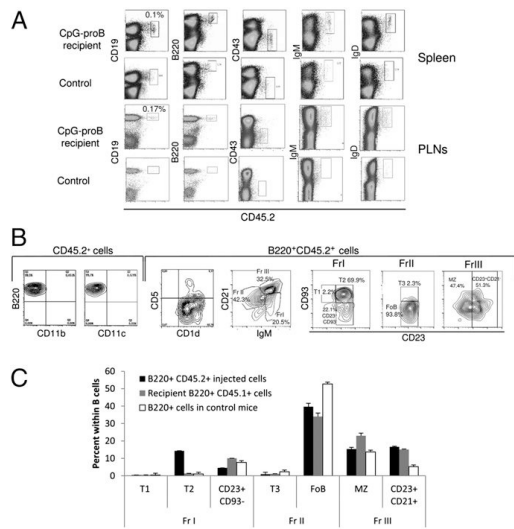 A
0.1%
CpG-proB
recipient
CD19
B220
CD43
IgM
IgD
Spleen
Control
0.17%
CpG-proB
recipient
CD19
B220
CD43
IgM
IgD
PLNs
Control
CD45.2
B
CD45.2+ cells
B220+CD45.2+ cells
FrI
FrII
FrIII
B220
CD11b
CD11c
CD5
CD1d
CD21
Fr III
32.5%
Fr II
42.3%
FrI
20.5%
IgM
CD93
T2 69.9%
T1 2.2%
22.1%
CD23+
CD93-
T3 2.3%
FoB
93.8%
MZ
47.4%
CD23+CD21+
51.3%
CD23
C
Percent within B cells
60
50
40
30
20
10
0
B220+ CD45.2+ injected cells
Recipient B220+ CD45.1+ cells
B220+ cells in control mice
T1 T2 CD23+ T3 FoB MZ CD23+
CD93- CD21+
Fr I Fr II Fr III